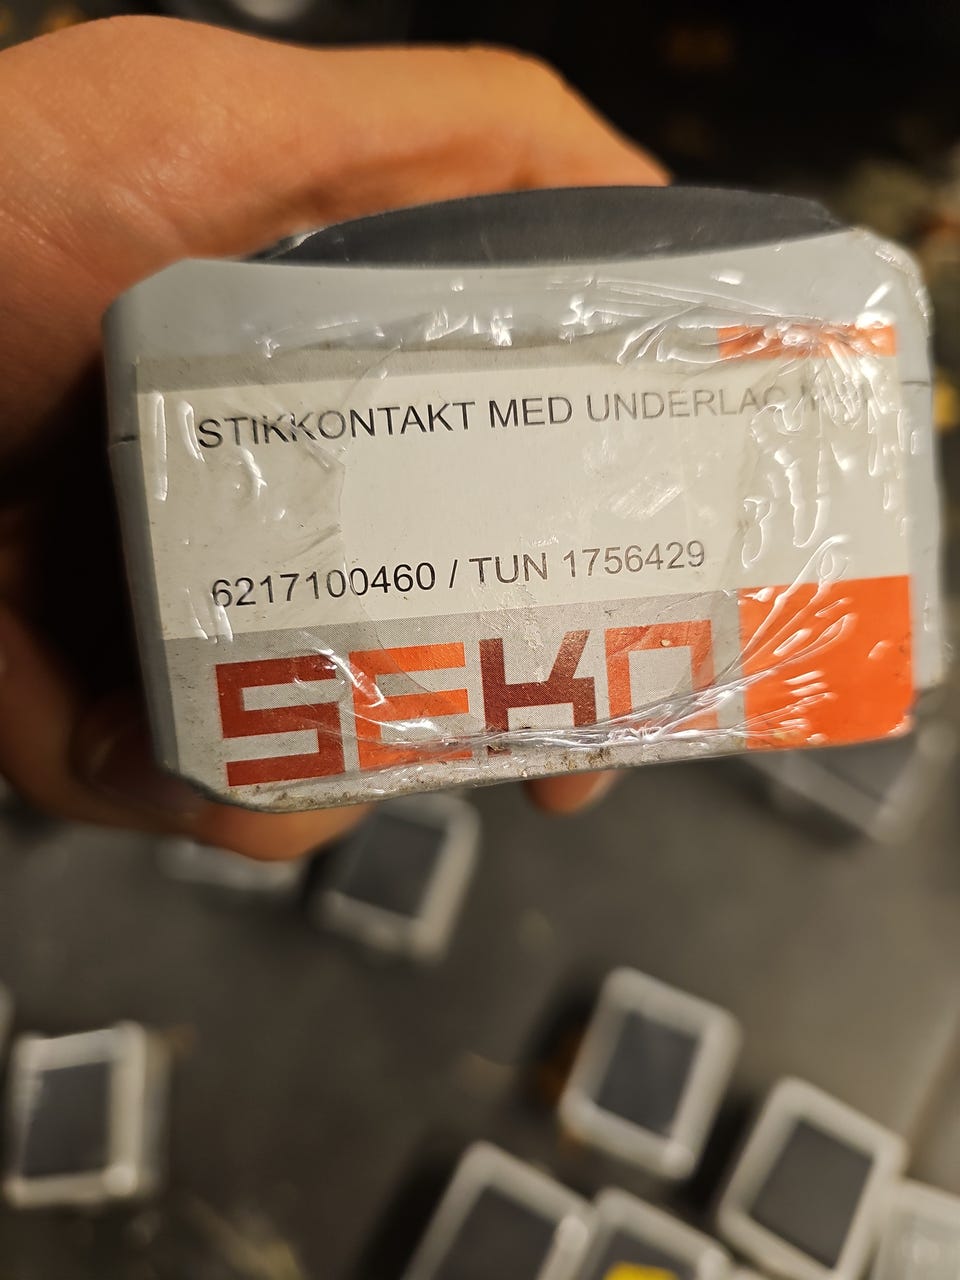 STIKKONTAKT MED UNDERLAG
6217100460 / TUN 1756429
SEKO